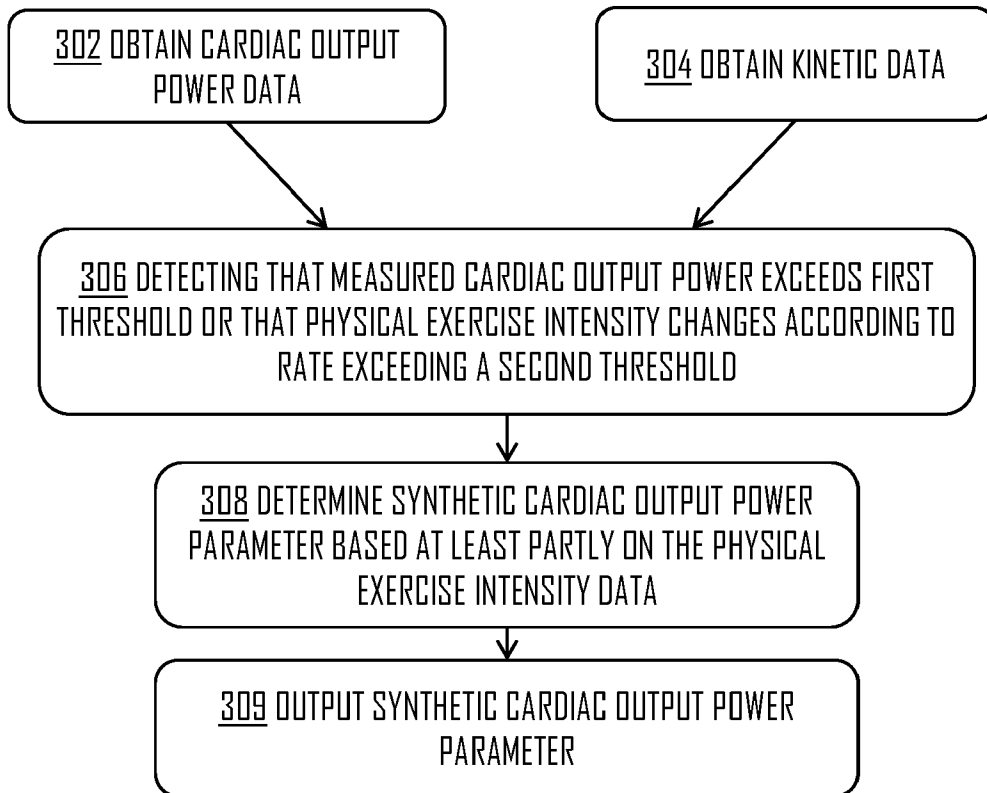 302 OBTAIN CARDIAC OUTPUT
POWER DATA
304 OBTAIN KINETIC DATA
306 DETECTING THAT MEASURED CARDIAC OUTPUT POWER EXCEEDS FIRST
THRESHOLD OR THAT PHYSICAL EXERCISE INTENSITY CHANGES ACCORDING TO
RATE EXCEEDING A SECOND THRESHOLD
308 DETERMINE SYNTHETIC CARDIAC OUTPUT POWER
PARAMETER BASED AT LEAST PARTLY ON THE PHYSICAL
EXERCISE INTENSITY DATA
309 OUTPUT SYNTHETIC CARDIAC OUTPUT POWER
PARAMETER